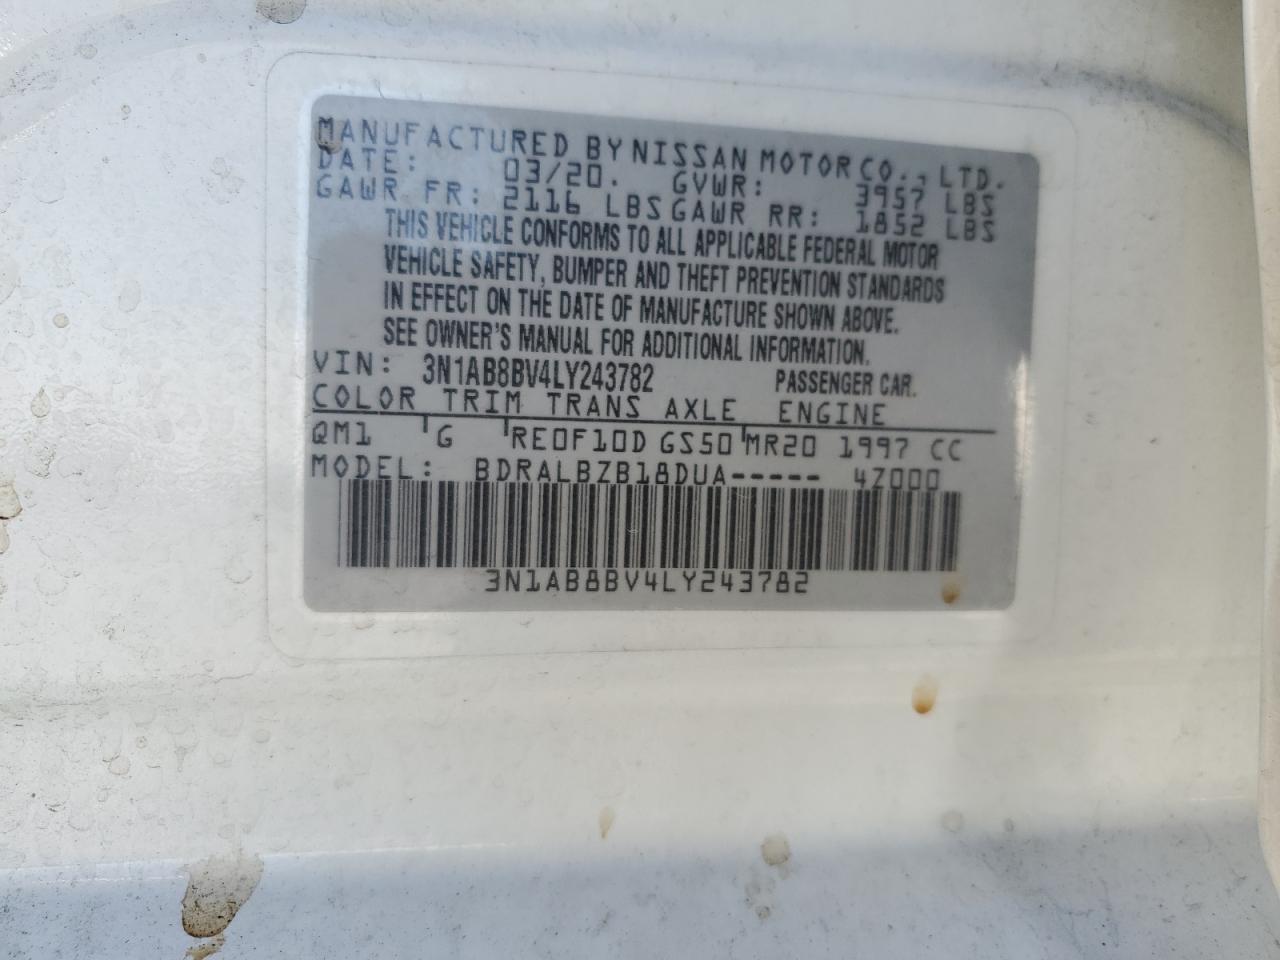 MANUFACTURED BY NISSAN MOTOR CO., LTD.
DATE: 03/20. GVWR: 3957 LBS
GAWR FR: 2116 LBS GAWR RR: 1852 LBS
THIS VEHICLE CONFORMS TO ALL APPLICABLE FEDERAL MOTOR
VEHICLE SAFETY, BUMPER AND THEFT PREVENTION STANDARDS
IN EFFECT ON THE DATE OF MANUFACTURE SHOWN ABOVE.
SEE OWNER'S MANUAL FOR ADDITIONAL INFORMATION.
VIN: 3N1AB8BV4LY243782 PASSENGER CAR.
COLOR TRIM TRANS AXLE ENGINE
QM1 G RE0F10D GS50 MR20 1997 CC
MODEL: BDRALBZB18DUA----- 4Z000
3N1AB8BV4LY243782